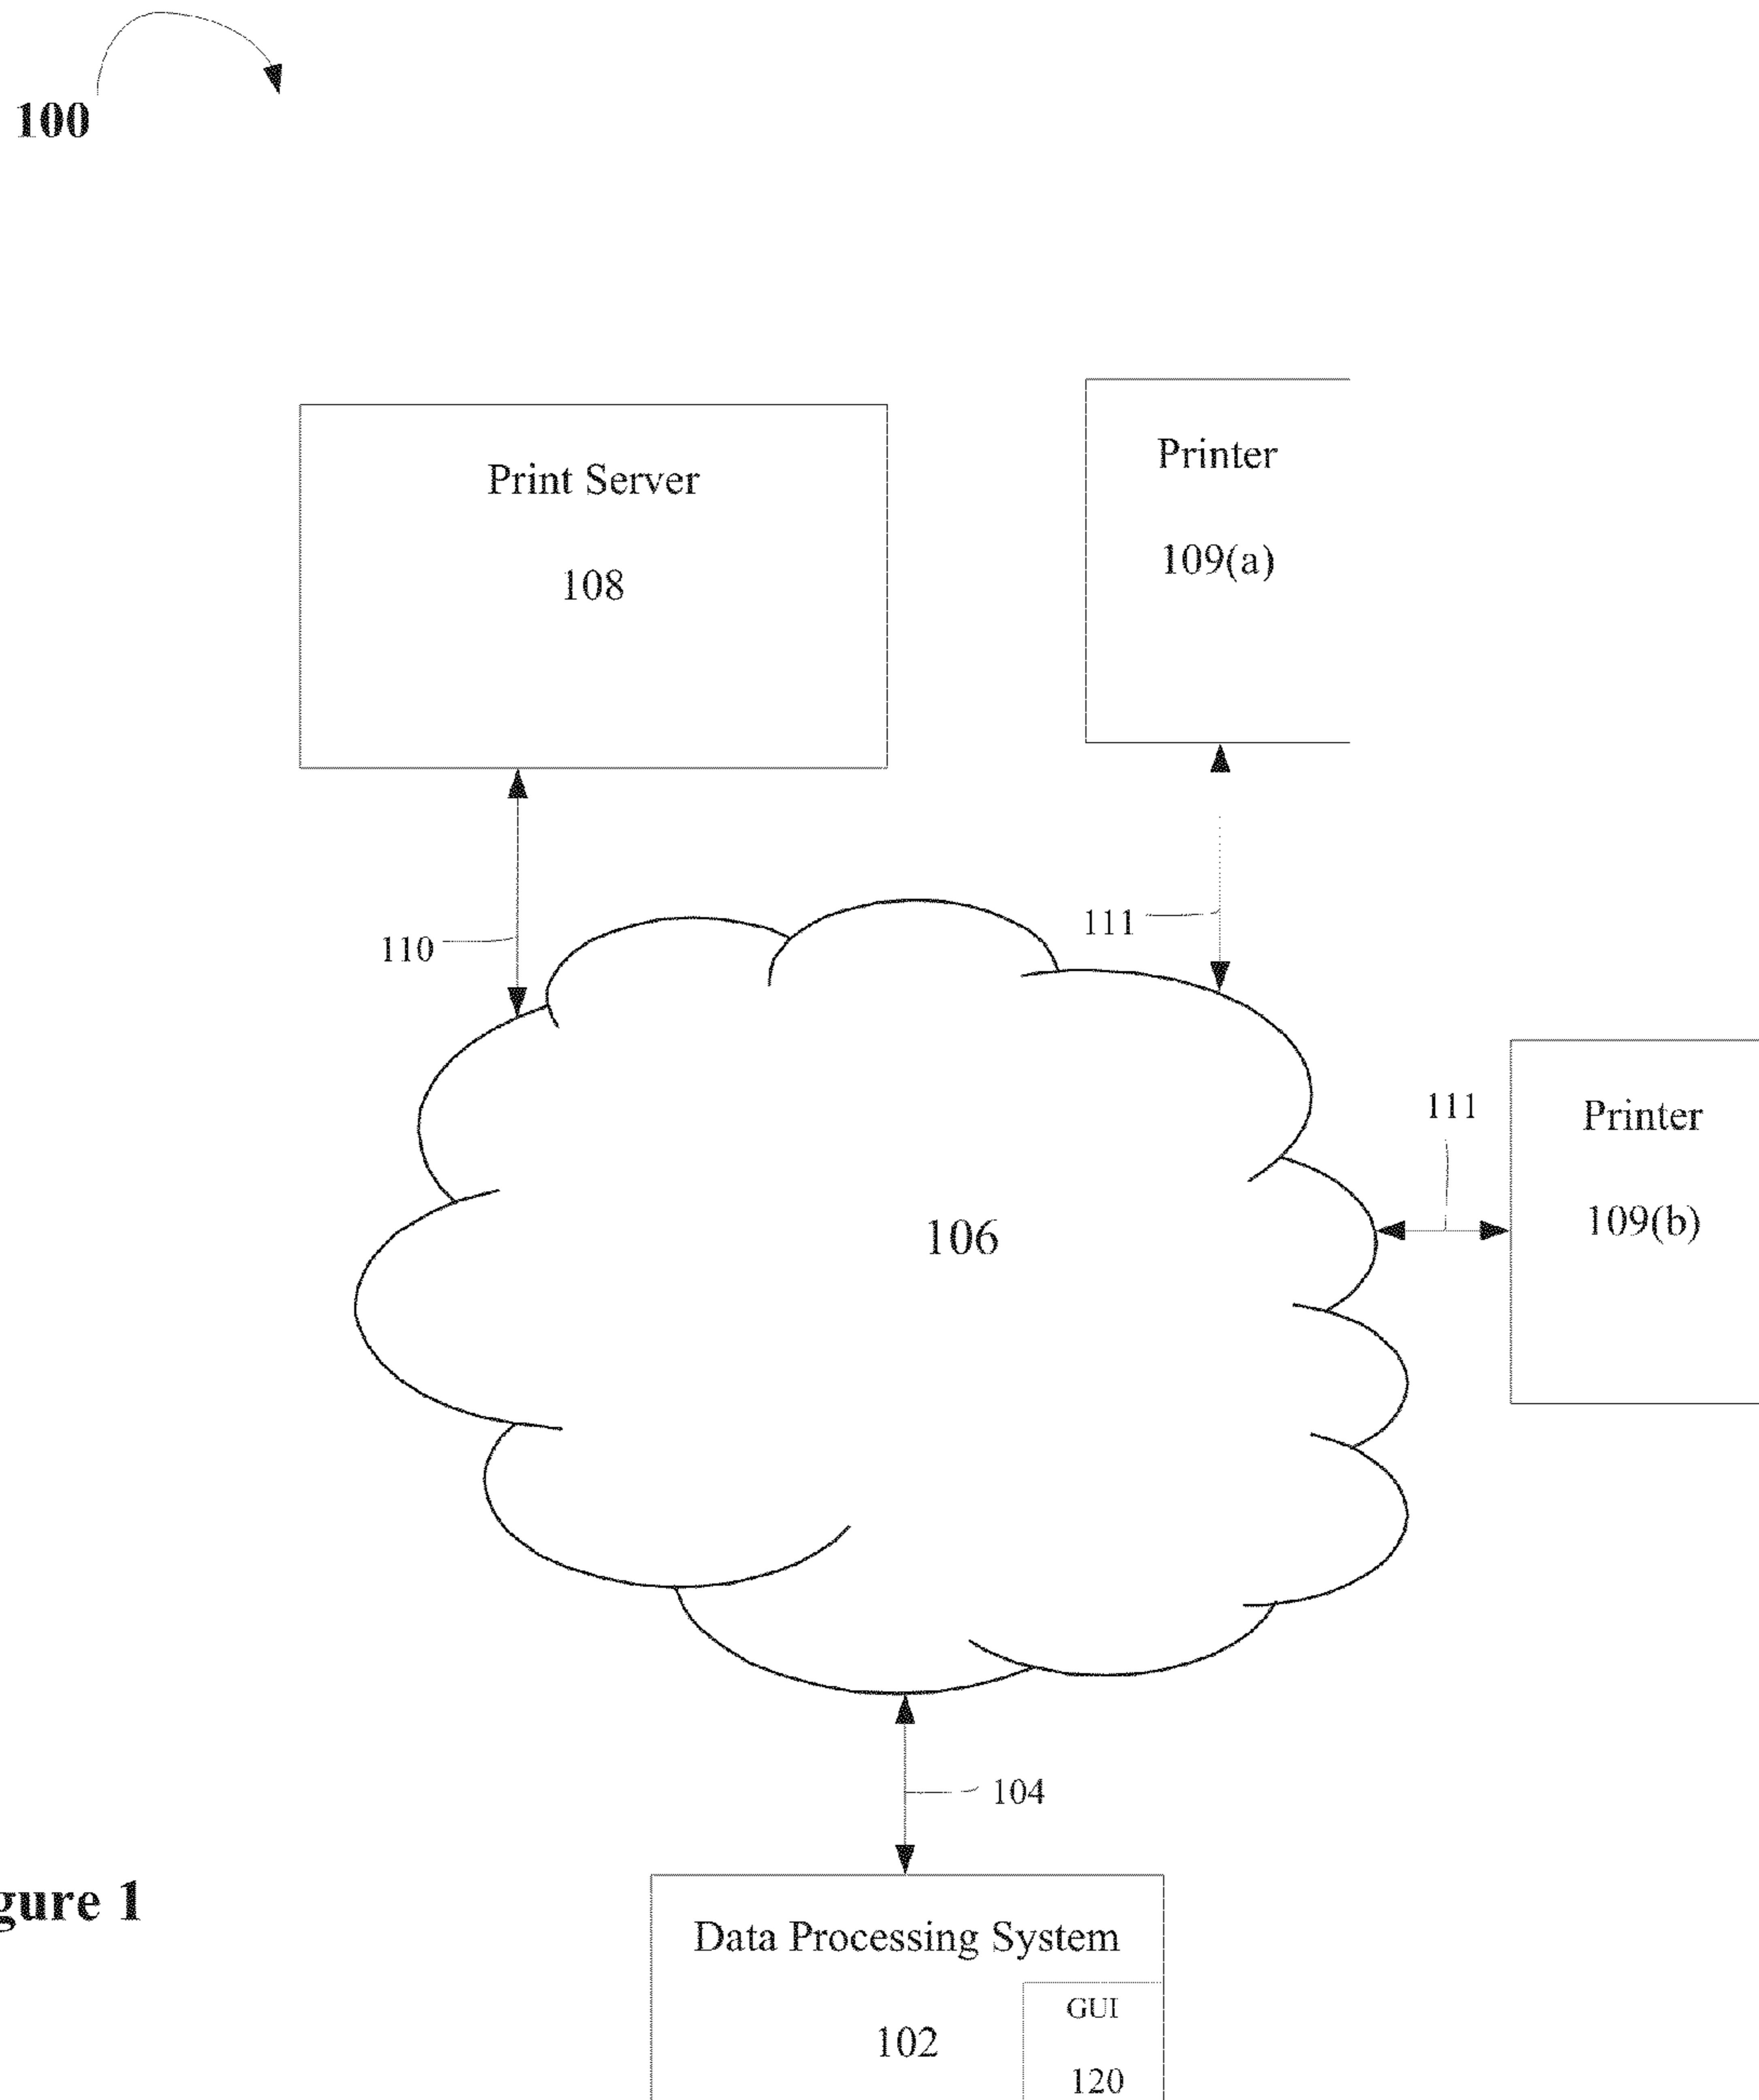 100
Print Server
108
Printer
109(a)
110
111
111
Printer
109(b)
106
104
gure 1
Data Processing System
102
GUI
120